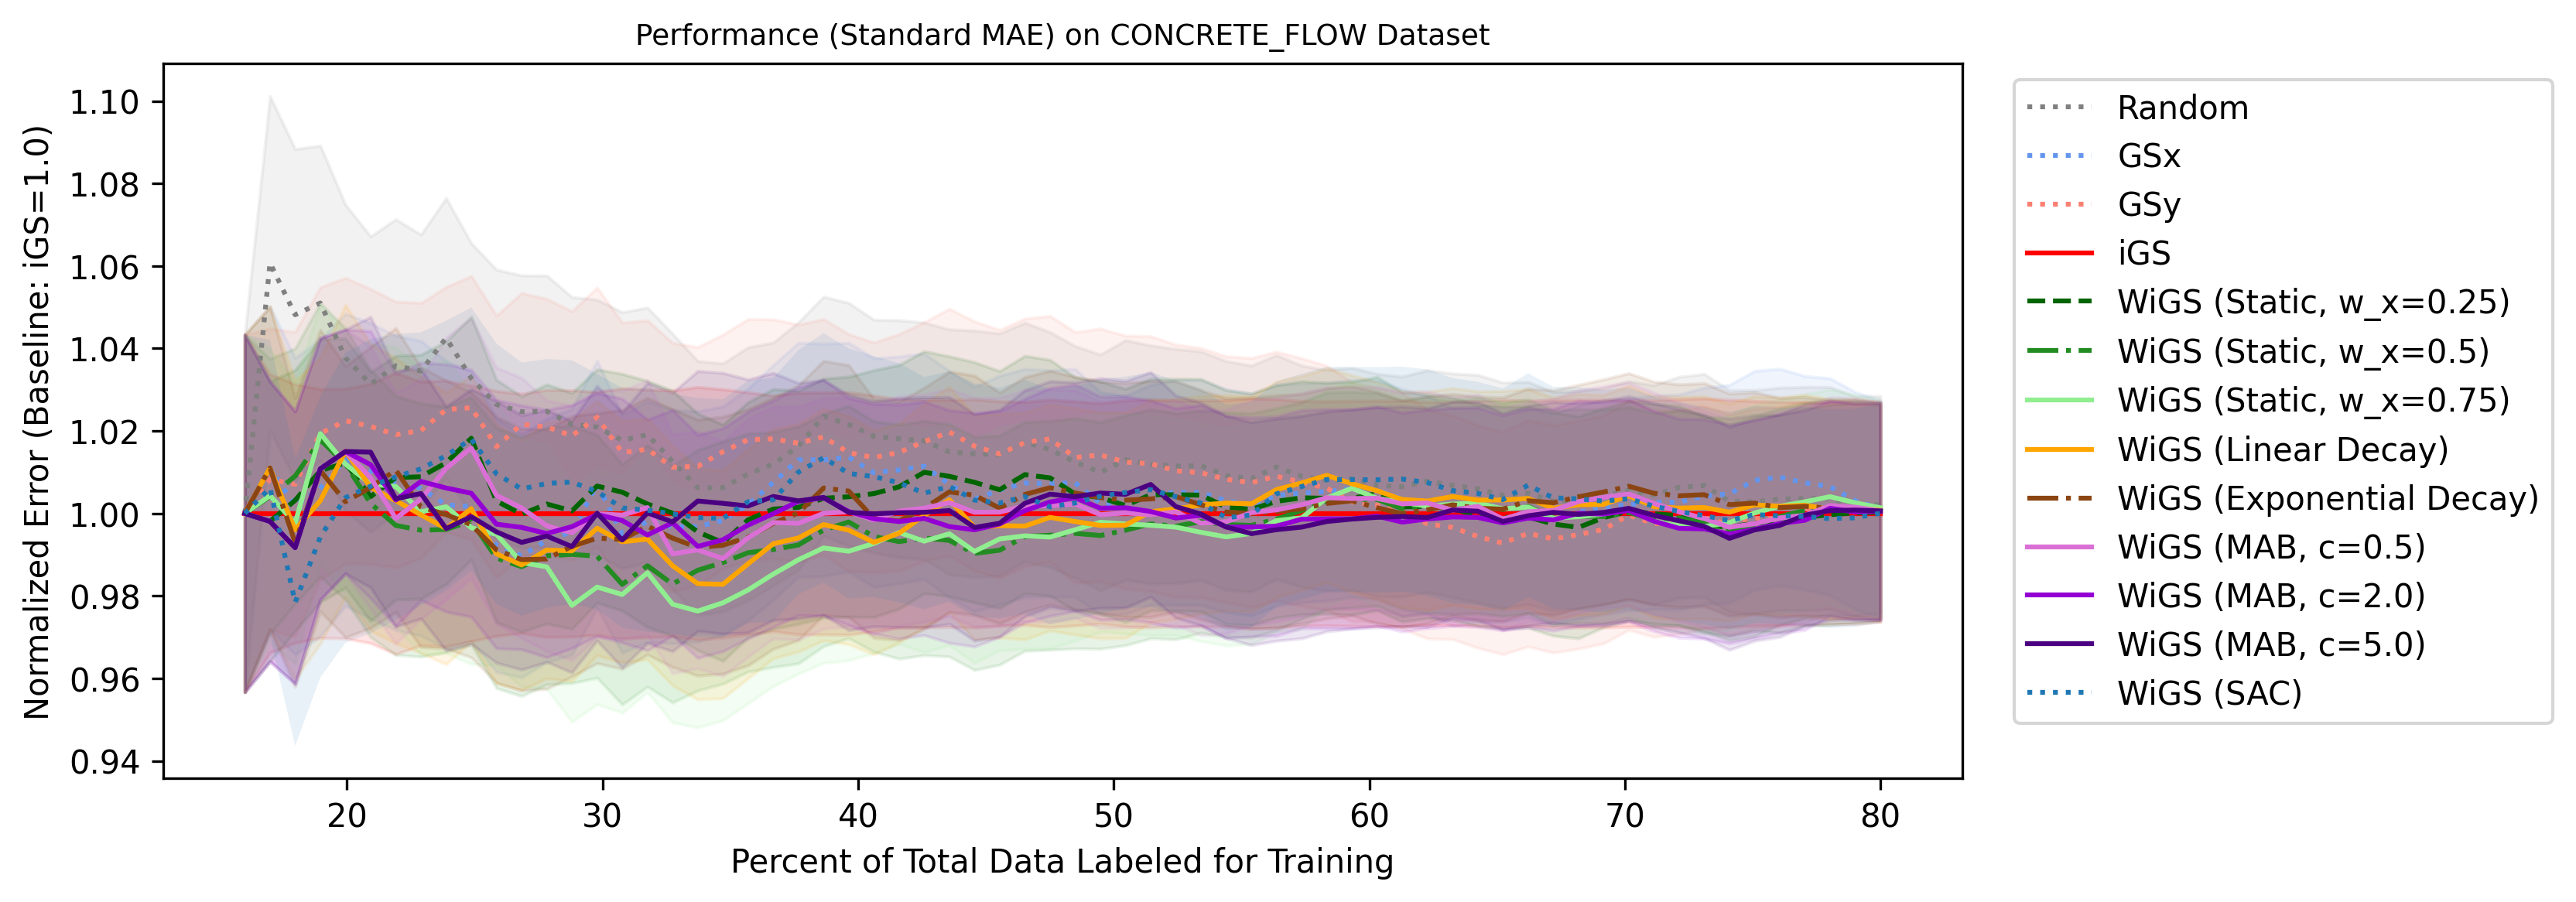 Performance (Standard MAE) on CONCRETE_FLOW Dataset
Normalized Error (Baseline: iGS=1.0)
1.10
1.08
1.06
1.04
1.02
1.00
0.98
0.96
0.94
20
30
40
50
60
70
80
Percent of Total Data Labeled for Training
Random
GSx
GSy
iGS
WiGS (Static, w_x=0.25)
WiGS (Static, w_x=0.5)
WiGS (Static, w_x=0.75)
WiGS (Linear Decay)
WiGS (Exponential Decay)
WiGS (MAB, c=0.5)
WiGS (MAB, c=2.0)
WiGS (MAB, c=5.0)
WiGS (SAC)